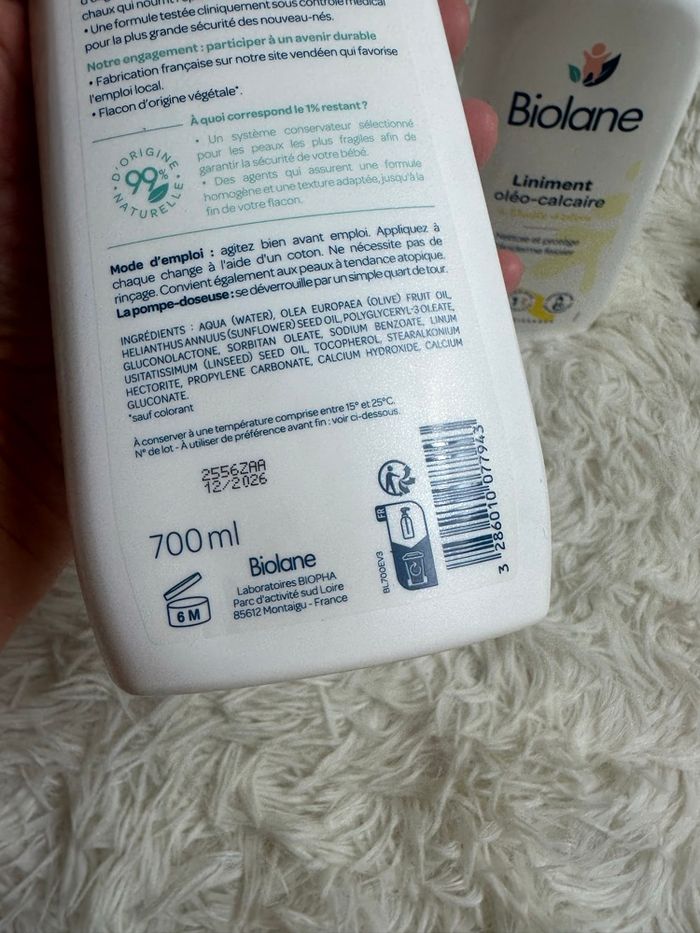 chaux qui nourrit
• Une formule testée cliniquement sous contrôle médical
pour la plus grande sécurité des nouveau-nés.
Notre engagement : participer à un avenir durable
• Fabrication française sur notre site vendéen qui favorise
l'emploi local.
• Flacon d'origine végétale*.
À quoi correspond le 1% restant ?
• Un système conservateur sélectionné
pour les peaux les plus fragiles afin de
garantir la sécurité de votre bébé.
• Des agents qui assurent une formule
homogène et une texture adaptée, jusqu'à la
fin de votre flacon.
D'ORIGINE
99%
NATURELLE
Mode d'emploi : agitez bien avant emploi. Appliquez à
chaque change à l'aide d'un coton. Ne nécessite pas de
rinçage. Convient également aux peaux à tendance atopique.
La pompe-doseuse : se déverrouille par un simple quart de tour.
INGRÉDIENTS : AQUA (WATER), OLEA EUROPAEA (OLIVE) FRUIT OIL,
HELIANTHUS ANNUUS (SUNFLOWER) SEED OIL, POLYGLYCERYL-3 OLEATE,
GLUCONOLACTONE, SORBITAN OLEATE, SODIUM BENZOATE, LINUM
USITATISSIMUM (LINSEED) SEED OIL, TOCOPHEROL, STEARALKONIUM
HECTORITE, PROPYLENE CARBONATE, CALCIUM HYDROXIDE, CALCIUM
GLUCONATE.
*sauf colorant
À conserver à une température comprise entre 15° et 25°C.
N° de lot - À utiliser de préférence avant fin : voir ci-dessous.
2556ZAA
12/2026
700 ml
6 M
Biolane
Laboratoires BIOPHA
Parc d'activité sud Loire
85612 Montaigu - France
BL700EV3
FR
3 286010 077943
Biolane
Liniment
oléo-calcaire